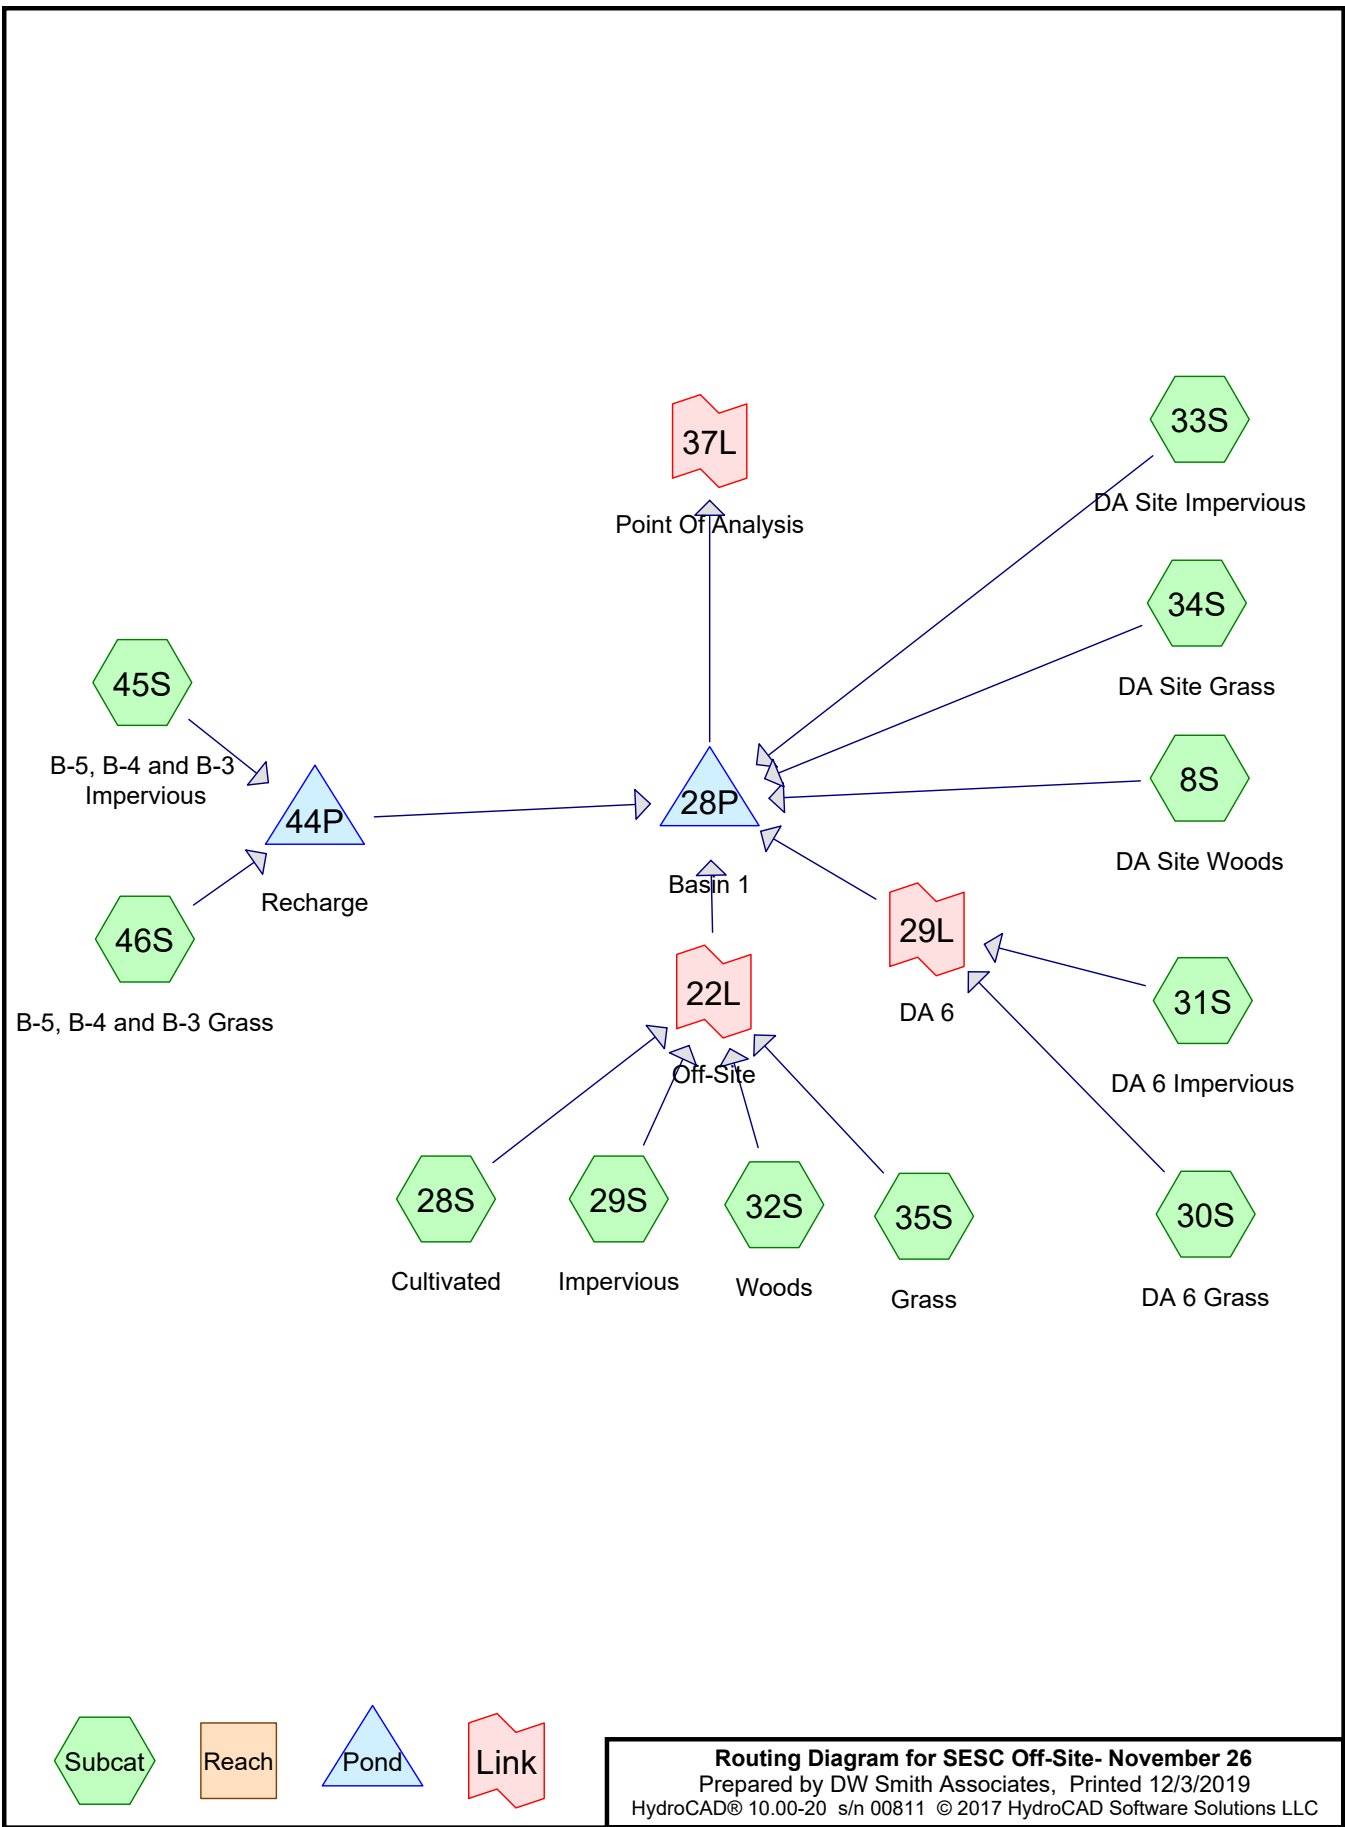 33S
DA Site Impervious
37L
Point Of Analysis
34S
DA Site Grass
45S
B-5, B-4 and B-3
Impervious
8S
DA Site Woods
28P
Basin 1
44P
Recharge
46S
B-5, B-4 and B-3 Grass
29L
DA 6
22L
Off-Site
31S
DA 6 Impervious
28S
Cultivated
29S
Impervious
32S
Woods
35S
Grass
30S
DA 6 Grass
Subcat
Reach
Pond
Link
Routing Diagram for SESC Off-Site- November 26
Prepared by DW Smith Associates, Printed 12/3/2019
HydroCAD® 10.00-20 s/n 00811 © 2017 HydroCAD Software Solutions LLC